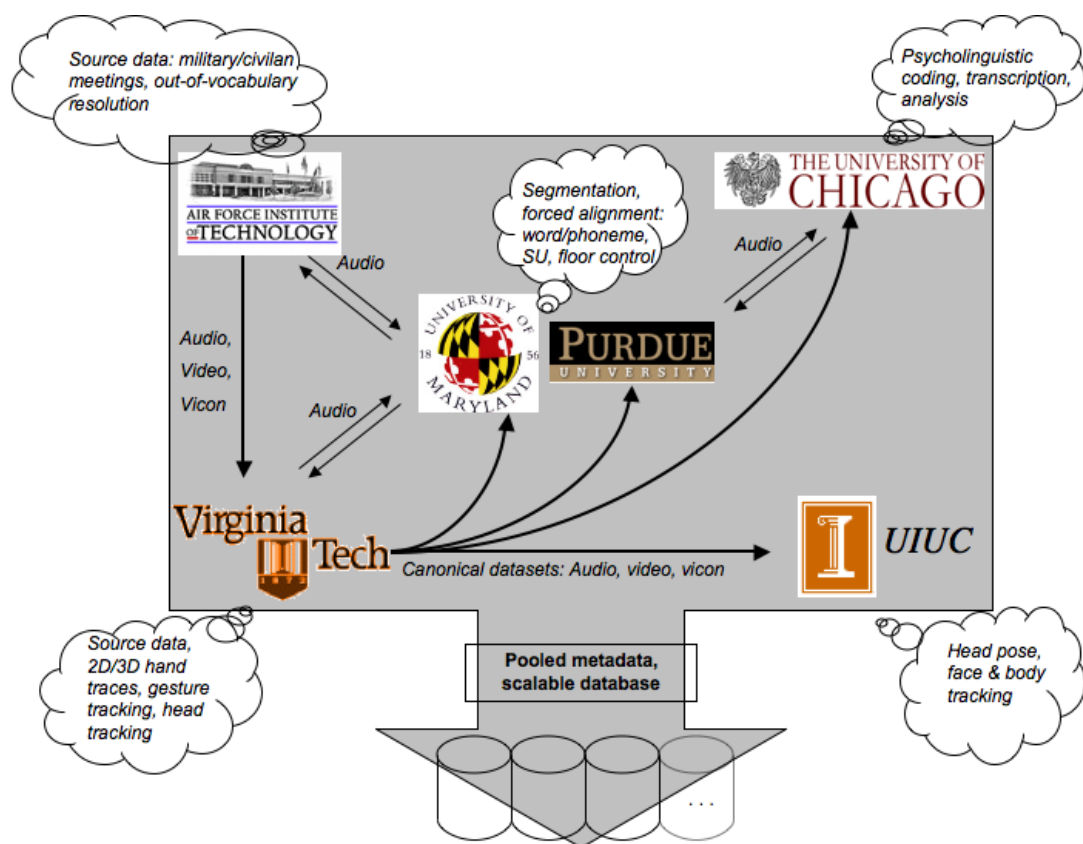 Source data: military/civilan
meetings, out-of-vocabulary
resolution
Psycholinguistic
coding, transcription,
analysis
AIR FORCE INSTITUTE
OF TECHNOLOGY
Segmentation,
forced alignment:
word/phoneme,
SU, floor control
THE UNIVERSITY OF
CHICAGO
Audio
Audio
UNIVERSITY OF
18 56
MARYLAND
PURDUE
UNIVERSITY
Audio,
Video,
Vicon
Audio
Virginia
Tech
1872
Canonical datasets: Audio, video, vicon
UIUC
Source data,
2D/3D hand
traces, gesture
tracking, head
tracking
Pooled metadata,
scalable database
Head pose,
face & body
tracking
...